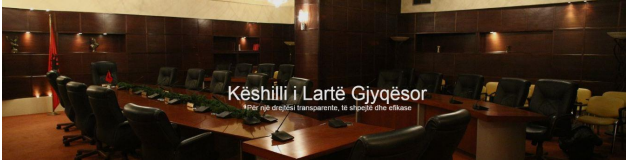 Këshilli i Lartë Gjyqësor
"Për një drejtësi transparente, të shpejtë dhe efikase